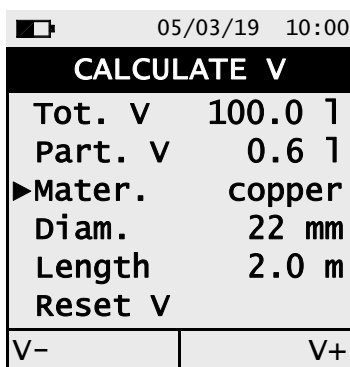 05/03/19 10:00
CALCULATE V
Tot. V 100.0 l
Part. V 0.6 l
▶Mater. copper
Diam. 22 mm
Length 2.0 m
Reset V
V- V+